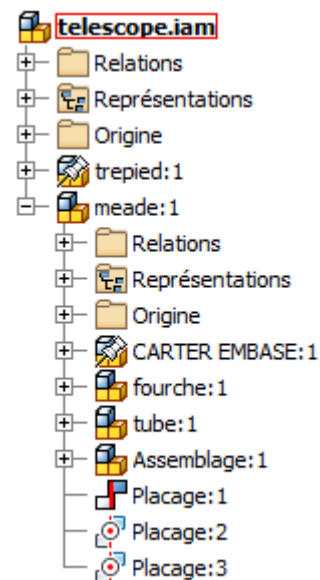 telescope.iam
Relations
Représentations
Origine
trepied:1
meade:1
Relations
Représentations
Origine
CARTER EMBASE:1
fourche:1
tube:1
Assemblage:1
Placage:1
Placage:2
Placage:3